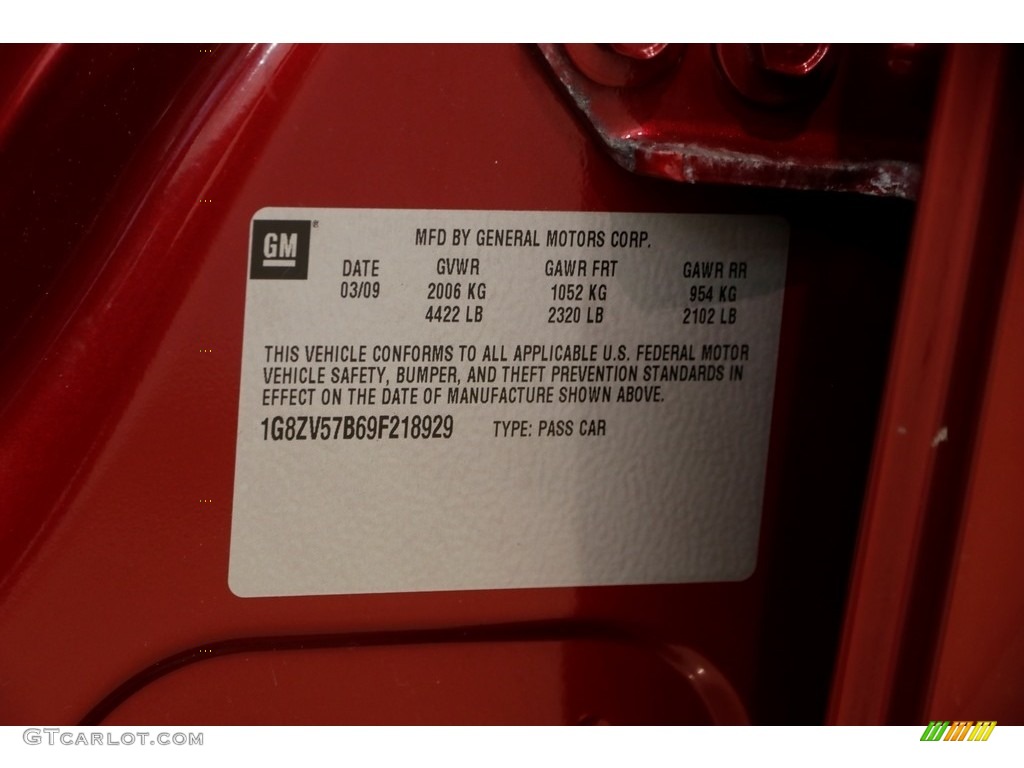 GM®
MFD BY GENERAL MOTORS CORP.
DATE GVWR GAWR FRT GAWR RR
03/09 2006 KG 1052 KG 954 KG
4422 LB 2320 LB 2102 LB
THIS VEHICLE CONFORMS TO ALL APPLICABLE U.S. FEDERAL MOTOR
VEHICLE SAFETY, BUMPER, AND THEFT PREVENTION STANDARDS IN
EFFECT ON THE DATE OF MANUFACTURE SHOWN ABOVE.
1G8ZV57B69F218929 TYPE: PASS CAR
© GTCARLOT.COM